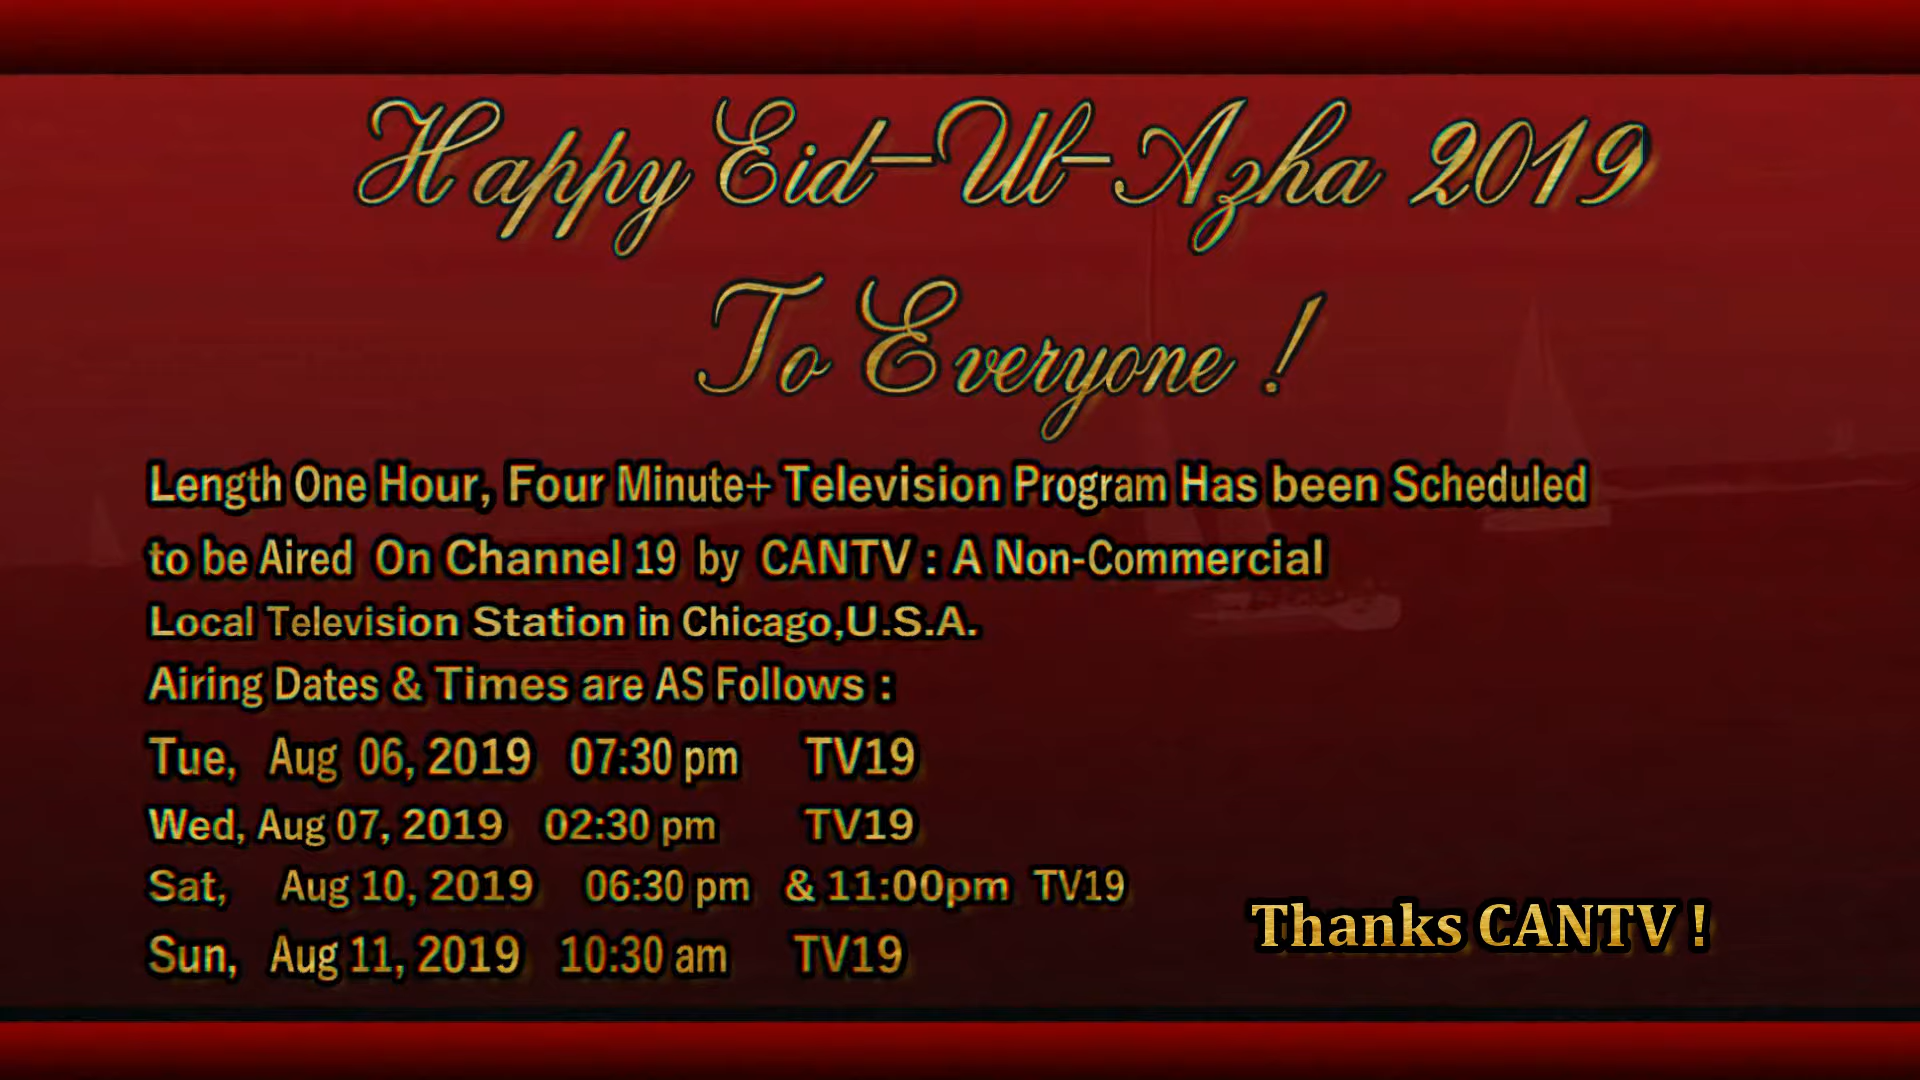 Happy Eid-Ul-Azha 2019
To Everyone !
Length One Hour, Four Minute+ Television Program Has been Scheduled
to be Aired On Channel 19 by CANTV : A Non-Commercial
Local Television Station in Chicago,U.S.A.
Airing Dates & Times are AS Follows :
Tue, Aug 06, 2019 07:30 pm TV19
Wed, Aug 07, 2019 02:30 pm TV19
Sat, Aug 10, 2019 06:30 pm & 11:00pm TV19
Sun, Aug 11, 2019 10:30 am TV19
Thanks CANTV !